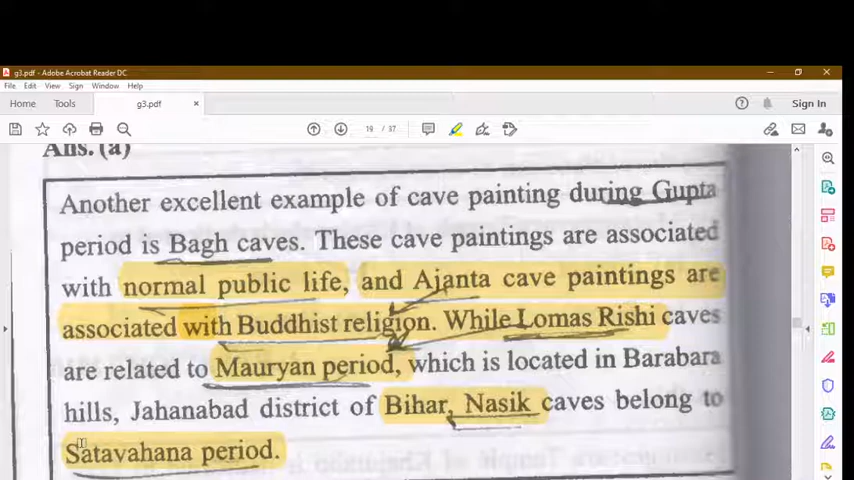 g3.pdf - Adobe Acrobat Reader DC
File Edit View Sign Window Help
Home Tools g3.pdf × Sign In
19 / 37
Ans.(a)
Another excellent example of cave painting during Gupta
period is Bagh caves. These cave paintings are associated
with normal public life, and Ajanta cave paintings are
associated with Buddhist religion. While Lomas Rishi caves
are related to Mauryan period, which is located in Barabara
hills, Jahanabad district of Bihar, Nasik caves belong to
Satavahana period.